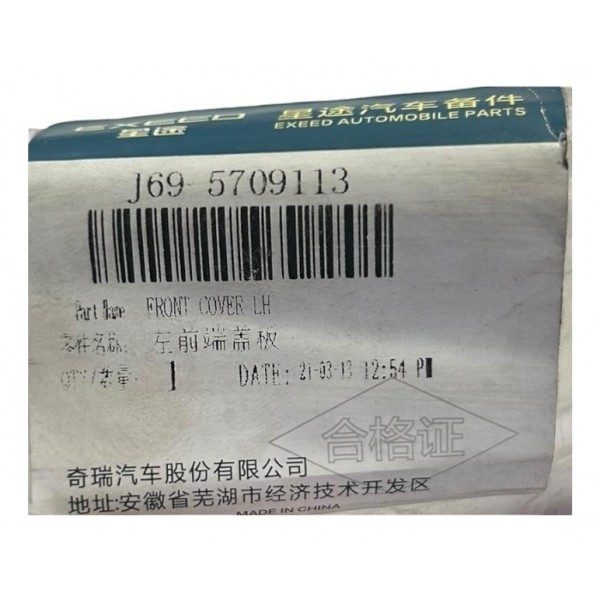 EXEED 星途汽车备件
星途 EXEED AUTOMOBILE PARTS
J69-5709113
Part Name FRONT COVER LH
零件名称: 左前端盖板
QTY/数量: 1 DATE: 21-03-13 12:54 PM
合格证
奇瑞汽车股份有限公司
地址:安徽省芜湖市经济技术开发区
MADE IN CHINA